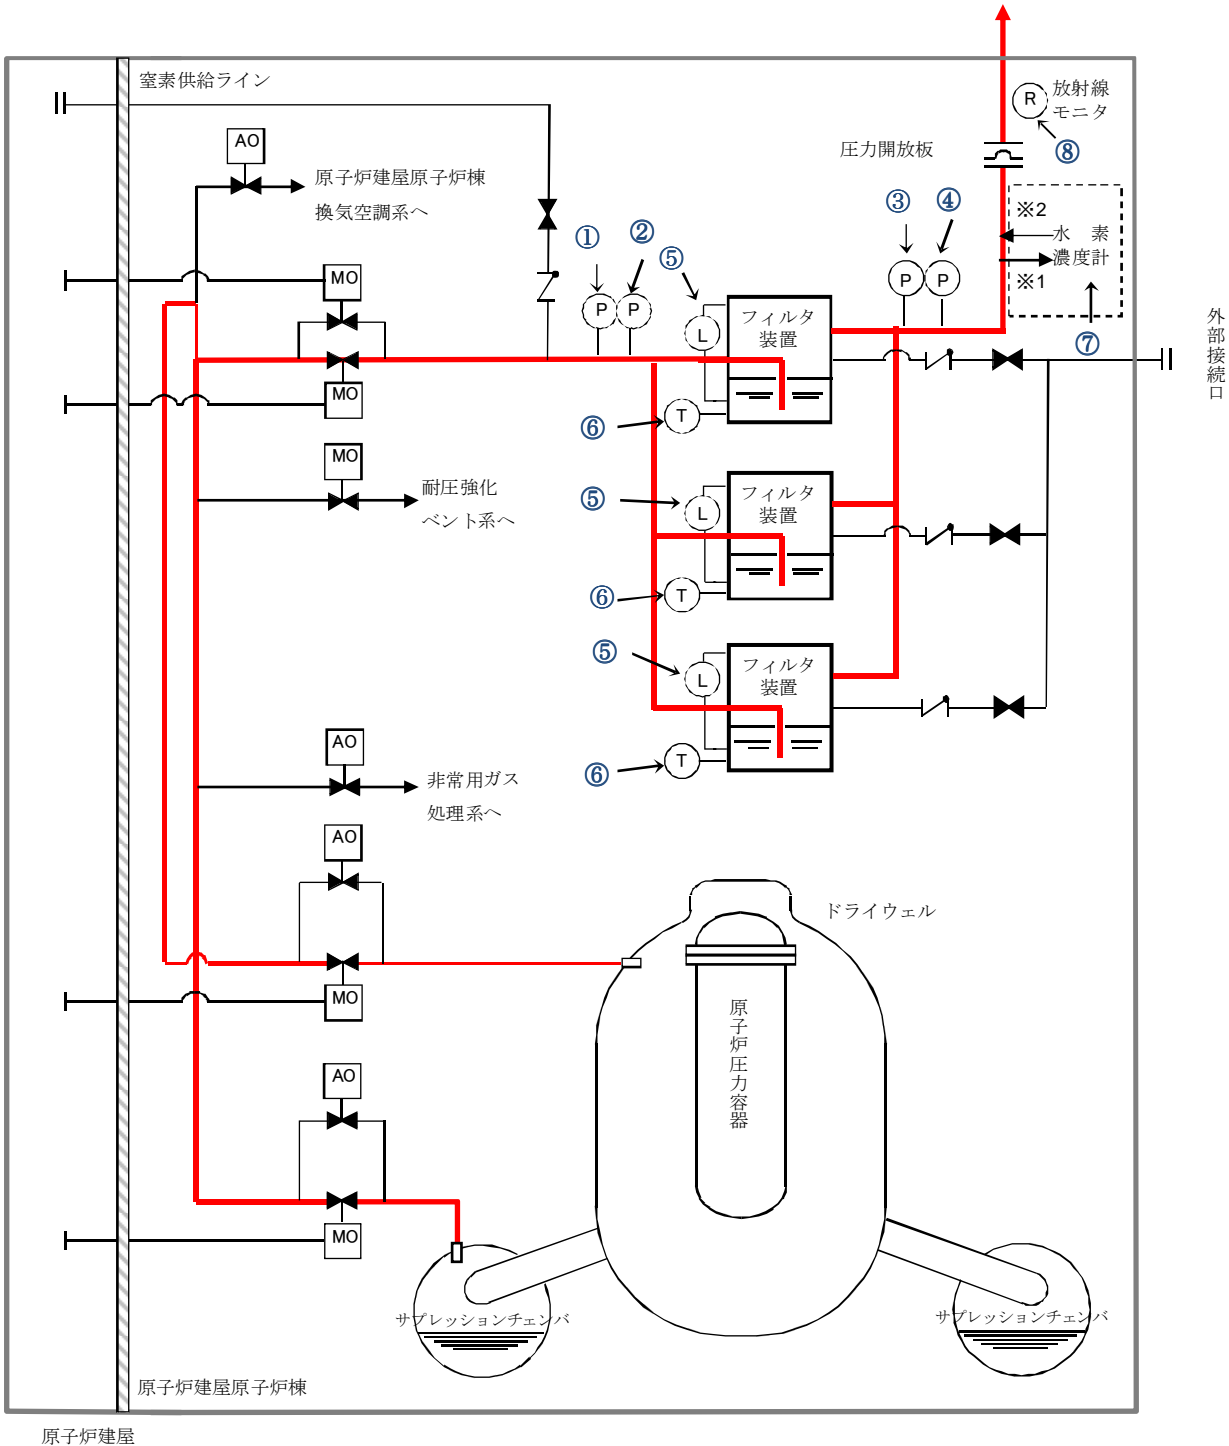 窒素供給ライン
R
放射線
モニタ
⑧
AO
圧力開放板
原子炉建屋原子炉棟
換気空調系へ
①
②
⑤
③
④
※2
水 素
濃度計
※1
⑦
MO
P
P
P
P
L
フィルタ
装置
外部接続口
MO
T
⑥
MO
耐圧強化
ベント系へ
⑤
L
フィルタ
装置
⑥
T
⑤
L
フィルタ
装置
AO
非常用ガス
処理系へ
⑥
T
AO
ドライウェル
MO
原子炉圧力容器
AO
MO
サプレッションチェンバ
サプレッションチェンバ
原子炉建屋原子炉棟
原子炉建屋